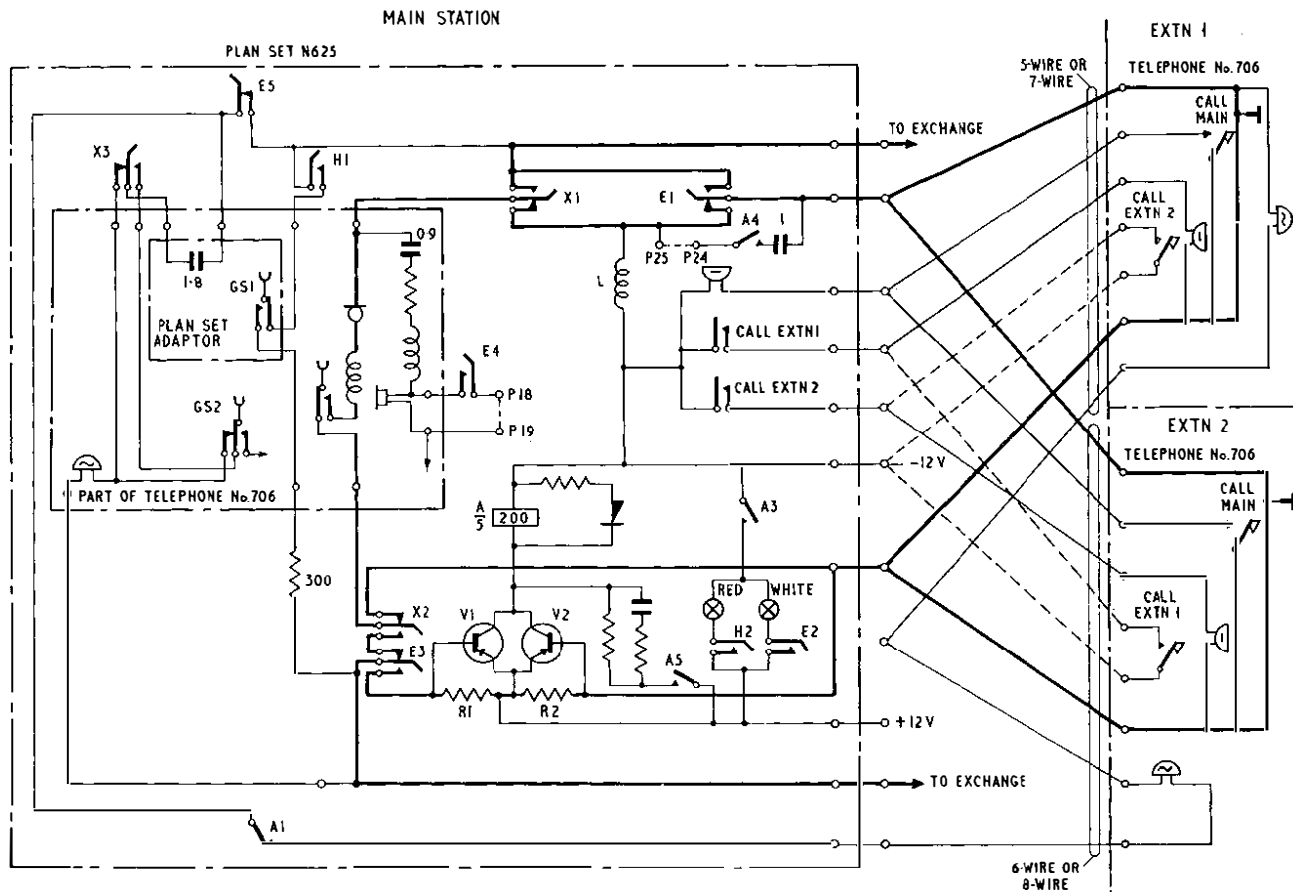 MAIN STATION
PLAN SET N625
EXTN 1
5-WIRE OR
7-WIRE
TELEPHONE No.706
CALL
MAIN
E5
TO EXCHANGE
X3
H1
X1
E1
A4
1
CALL
EXTN 2
0·9
P25
P24
1·8
GS1
L
PLAN SET
ADAPTOR
CALL EXTN1
E4
CALL EXTN 2
P18
GS2
P19
EXTN 2
-12V
TELEPHONE No.706
PART OF TELEPHONE No.706
CALL
MAIN
A
5
200
A3
300
RED
WHITE
CALL
EXTN 1
X2
V1
V2
H2
E2
E3
A5
R1
R2
+12V
TO EXCHANGE
A1
6-WIRE OR
8-WIRE